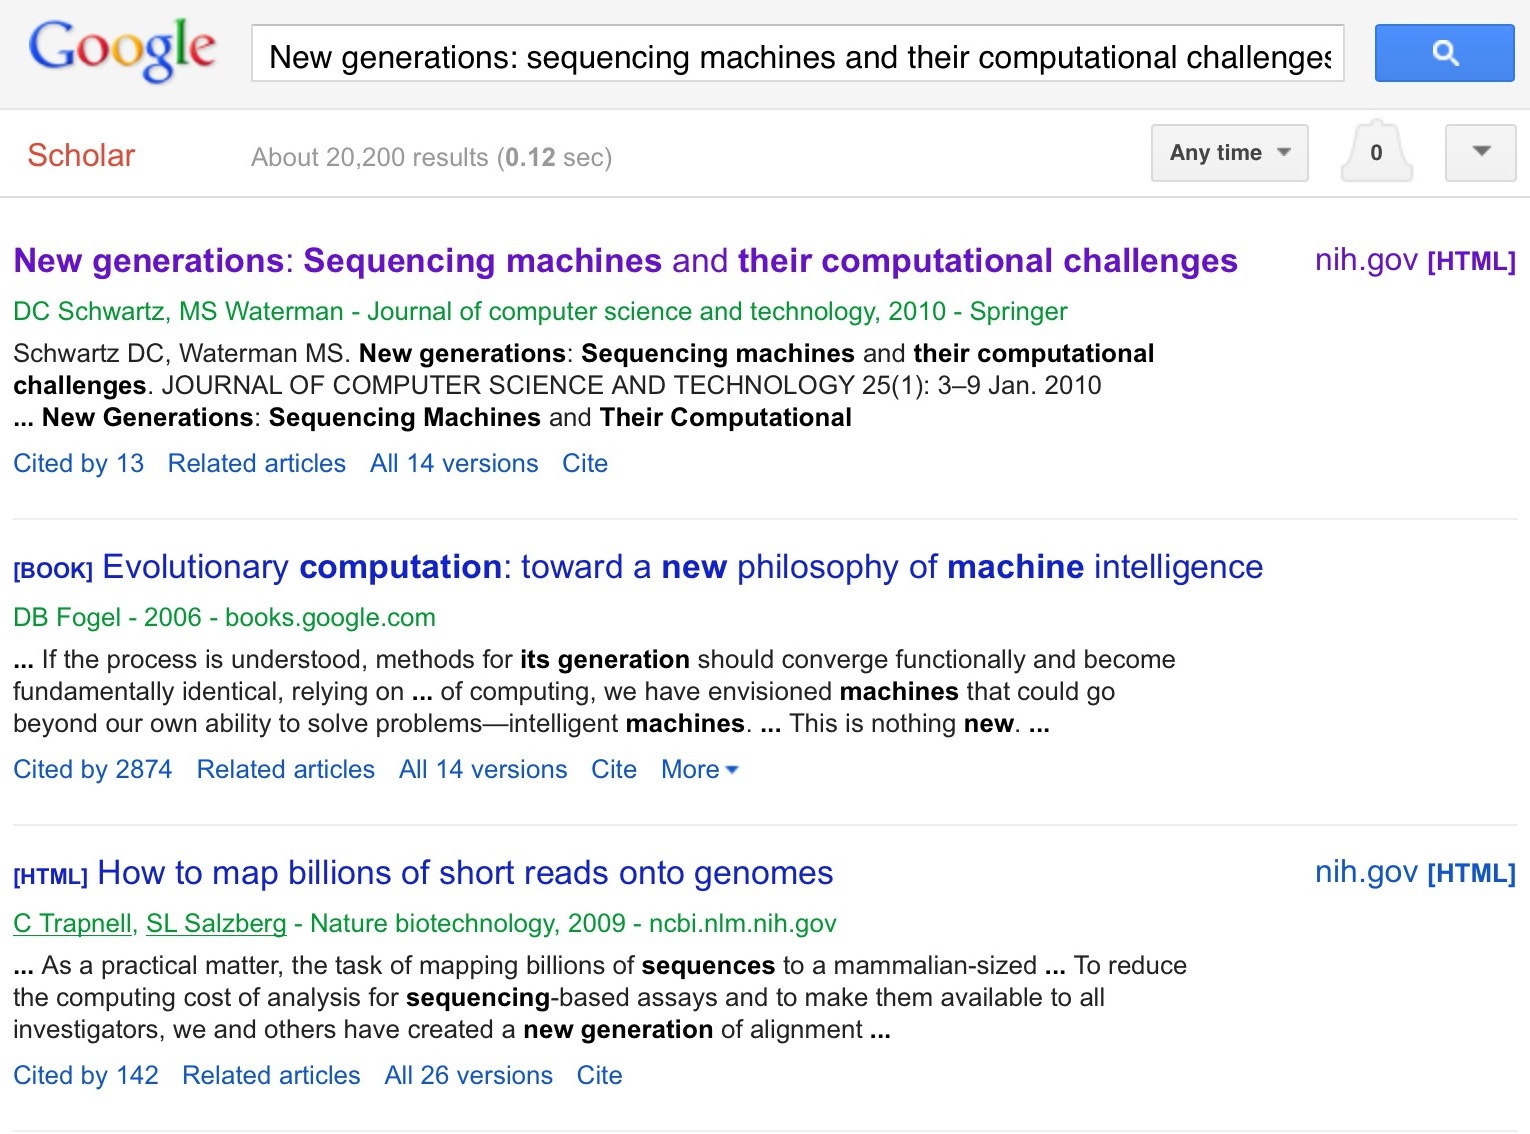 Google
New generations: sequencing machines and their computational challenges
Scholar
About 20,200 results (0.12 sec)
Any time
0
New generations: Sequencing machines and their computational challenges
nih.gov [HTML]
DC Schwartz, MS Waterman - Journal of computer science and technology, 2010 - Springer
Schwartz DC, Waterman MS. New generations: Sequencing machines and their computational
challenges. JOURNAL OF COMPUTER SCIENCE AND TECHNOLOGY 25(1): 3–9 Jan. 2010
... New Generations: Sequencing Machines and Their Computational
Cited by 13 Related articles All 14 versions Cite
[BOOK] Evolutionary computation: toward a new philosophy of machine intelligence
DB Fogel - 2006 - books.google.com
... If the process is understood, methods for its generation should converge functionally and become
fundamentally identical, relying on ... of computing, we have envisioned machines that could go
beyond our own ability to solve problems—intelligent machines. ... This is nothing new. ...
Cited by 2874 Related articles All 14 versions Cite More
[HTML] How to map billions of short reads onto genomes
nih.gov [HTML]
C Trapnell, SL Salzberg - Nature biotechnology, 2009 - ncbi.nlm.nih.gov
... As a practical matter, the task of mapping billions of sequences to a mammalian-sized ... To reduce
the computing cost of analysis for sequencing-based assays and to make them available to all
investigators, we and others have created a new generation of alignment ...
Cited by 142 Related articles All 26 versions Cite